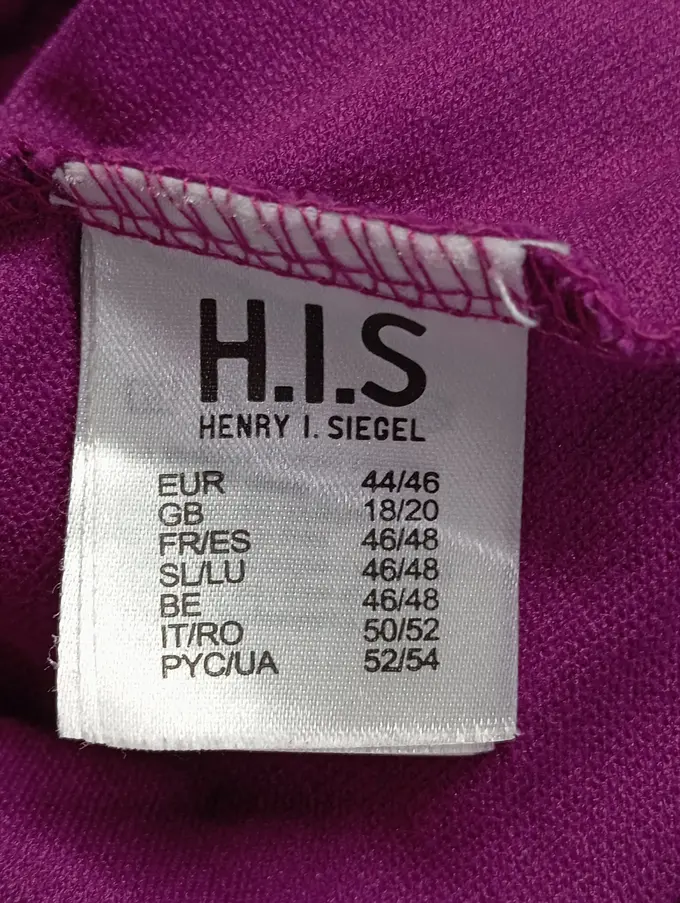 H.I.S
HENRY I. SIEGEL
EUR 44/46
GB 18/20
FR/ES 46/48
SL/LU 46/48
BE 46/48
IT/RO 50/52
PYC/UA 52/54